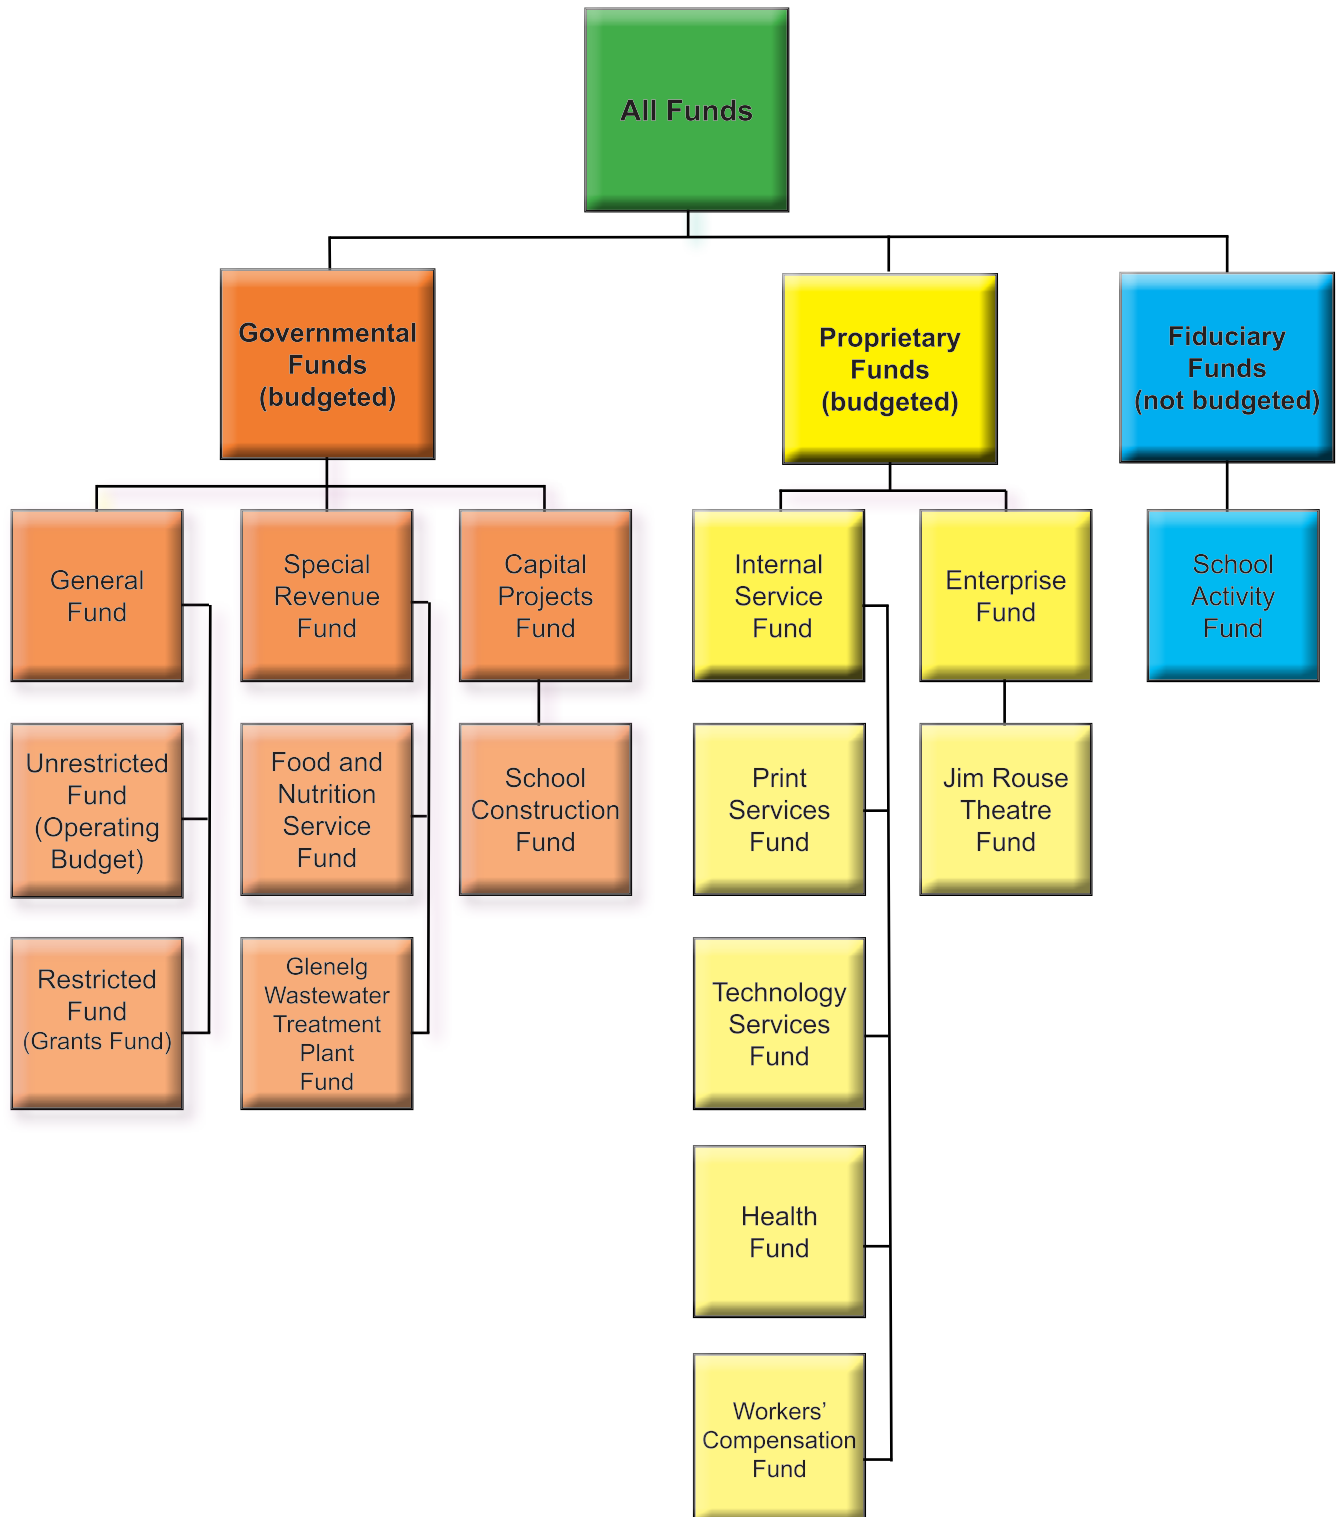 All Funds
Governmental
Funds
(budgeted)
Proprietary
Funds
(budgeted)
Fiduciary
Funds
(not budgeted)
General
Fund
Special
Revenue
Fund
Capital
Projects
Fund
Internal
Service
Fund
Enterprise
Fund
School
Activity
Fund
Unrestricted
Fund
(Operating
Budget)
Food and
Nutrition
Service
Fund
School
Construction
Fund
Print
Services
Fund
Jim Rouse
Theatre
Fund
Restricted
Fund
(Grants Fund)
Glenelg
Wastewater
Treatment
Plant
Fund
Technology
Services
Fund
Health
Fund
Workers’
Compensation
Fund